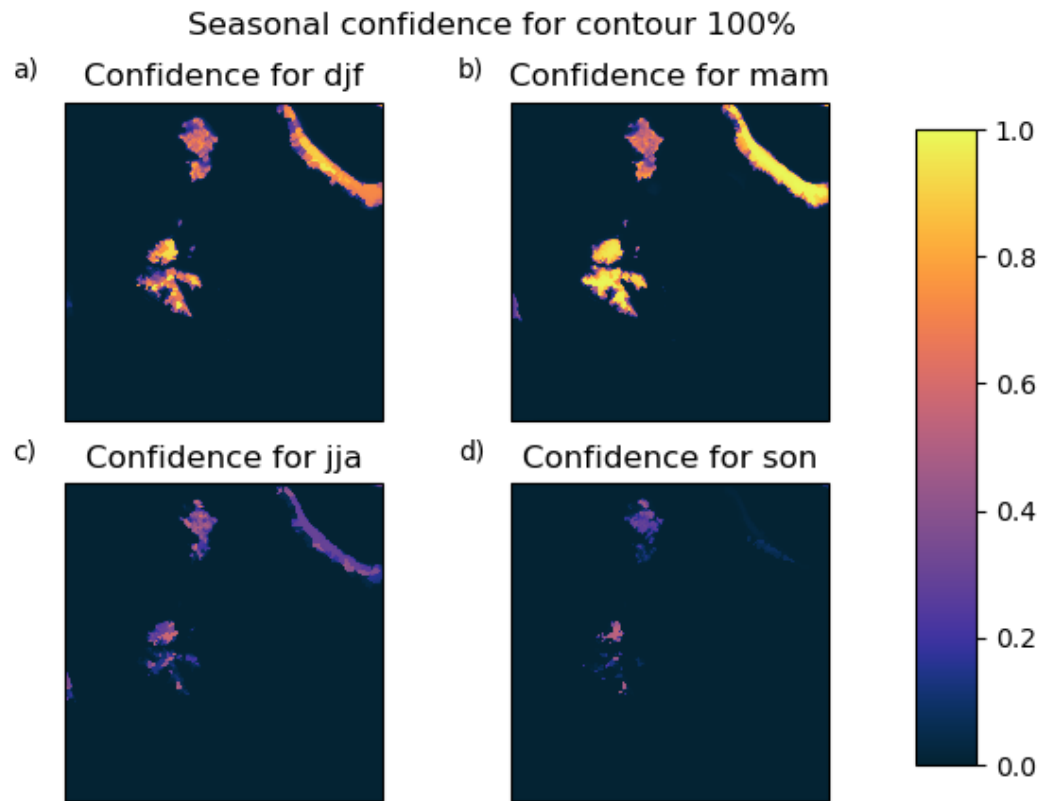 Seasonal confidence for contour 100%
a) Confidence for djf
b) Confidence for mam
c) Confidence for jja
d) Confidence for son
1.0
0.8
0.6
0.4
0.2
0.0